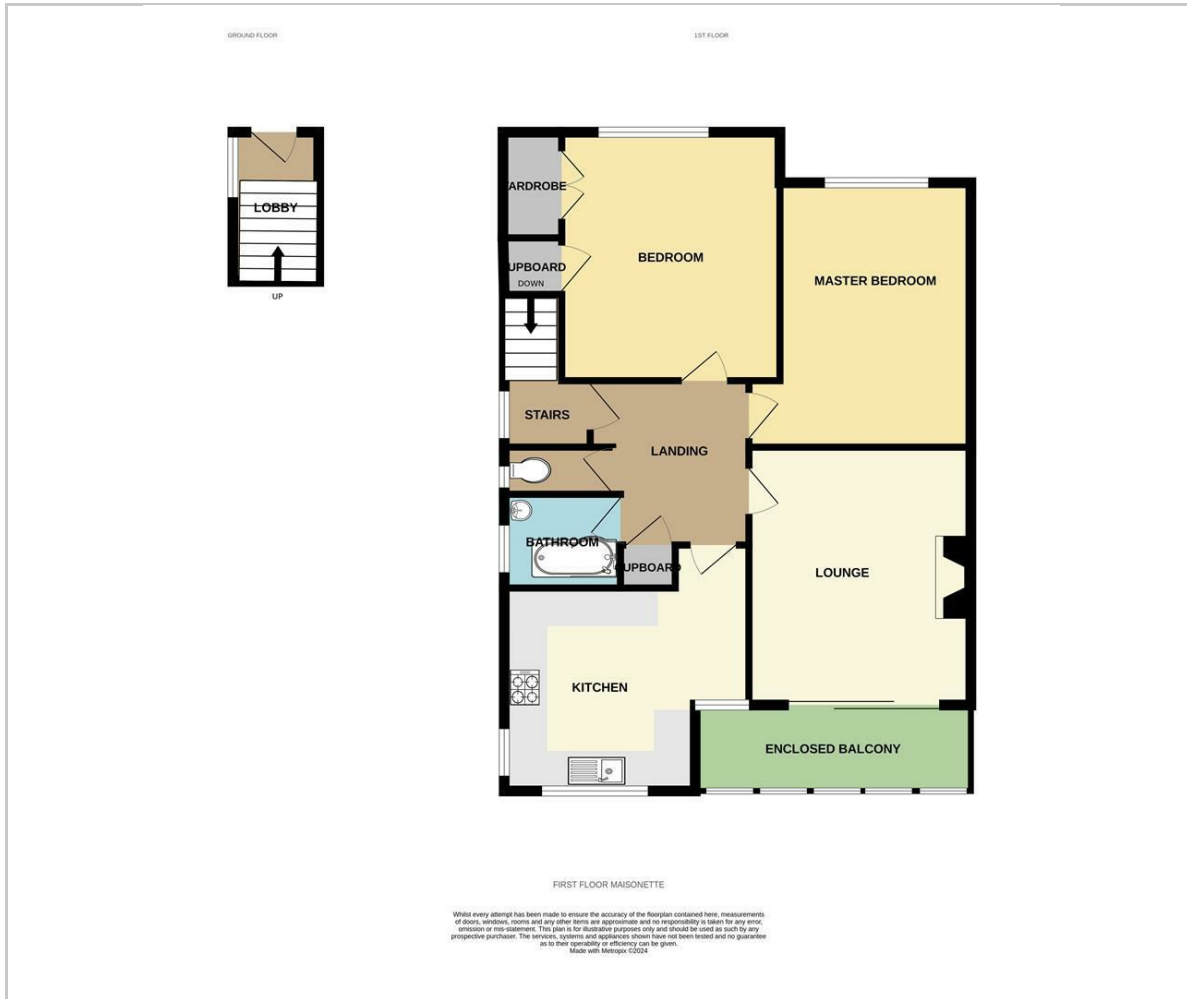 GROUND FLOOR
1ST FLOOR
ARDROBE
LOBBY
BEDROOM
UPBOARD
MASTER BEDROOM
DOWN
UP
STAIRS
LANDING
BATHROOM
CUPBOARD
LOUNGE
KITCHEN
ENCLOSED BALCONY
FIRST FLOOR MAISONETTE
Whilst every attempt has been made to ensure the accuracy of the floorplan contained here, measurements
of doors, windows, rooms and any other items are approximate and no responsibility is taken for any error,
omission or mis-statement. This plan is for illustrative purposes only and should be used as such by any
prospective purchaser. The services, systems and appliances shown have not been tested and no guarantee
as to their operability or efficiency can be given.
Made with Metropix ©2024